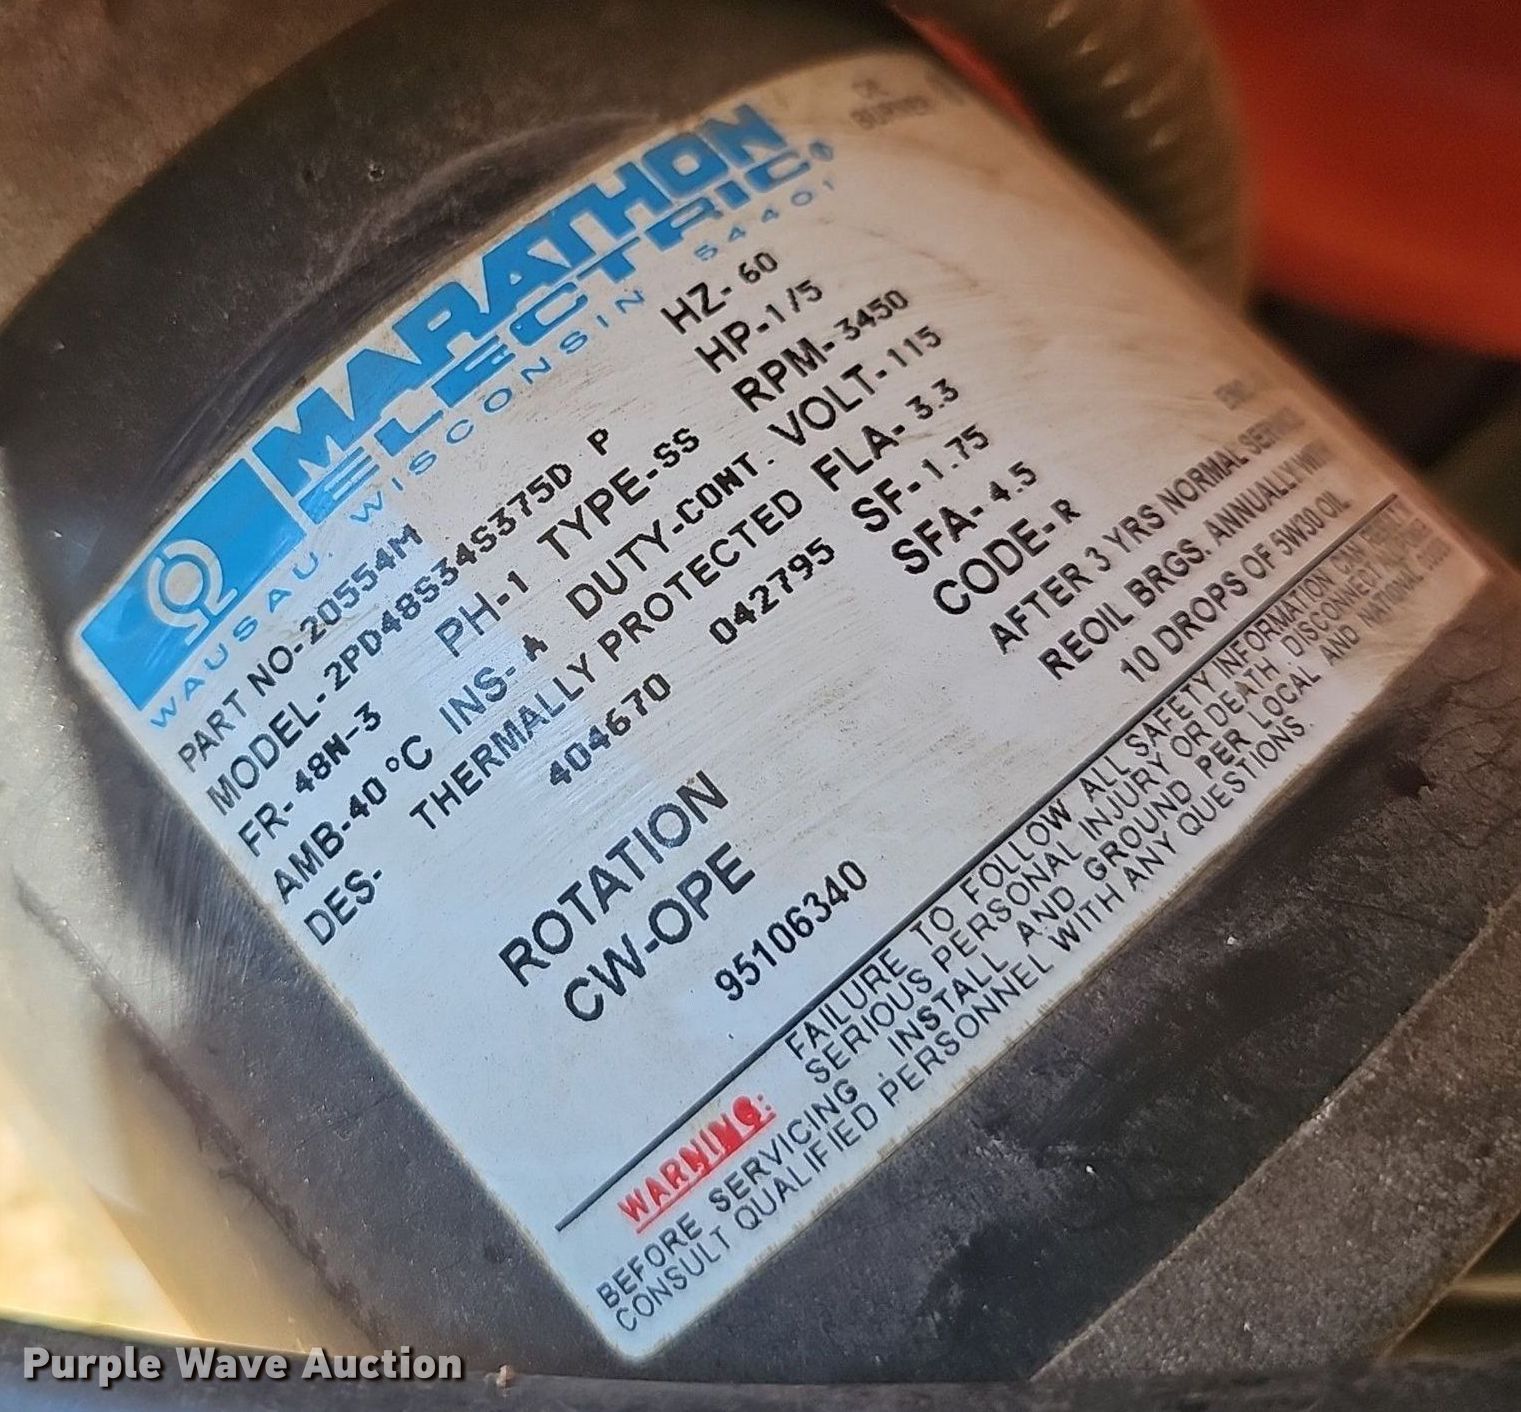 MARATHON
ELECTRIC®
WAUSAU, WISCONSIN 54401
PART NO-20554M HZ-60
MODEL-2PD48S34S375D P HP-1/5
FR-48N-3 PH-1 TYPE-SS RPM-3450
AMB-40°C INS-A DUTY-CONT. VOLT-115
DES- THERMALLY PROTECTED FLA-3.3
404670 042795 SF-1.75
SFA-4.5
CODE-R
ROTATION
CW-OPE
AFTER 3 YRS NORMAL SERVICE
REOIL BRGS. ANNUALLY WITH
10 DROPS OF 5W30 OIL
95106340
WARNING: FAILURE TO FOLLOW ALL SAFETY INFORMATION CAN RESULT
SERIOUS PERSONAL INJURY OR DEATH. DISCONNECT ALL POWER
BEFORE SERVICING, INSTALL AND GROUND PER LOCAL AND NATIONAL
CONSULT QUALIFIED PERSONNEL WITH ANY QUESTIONS.
Purple Wave Auction